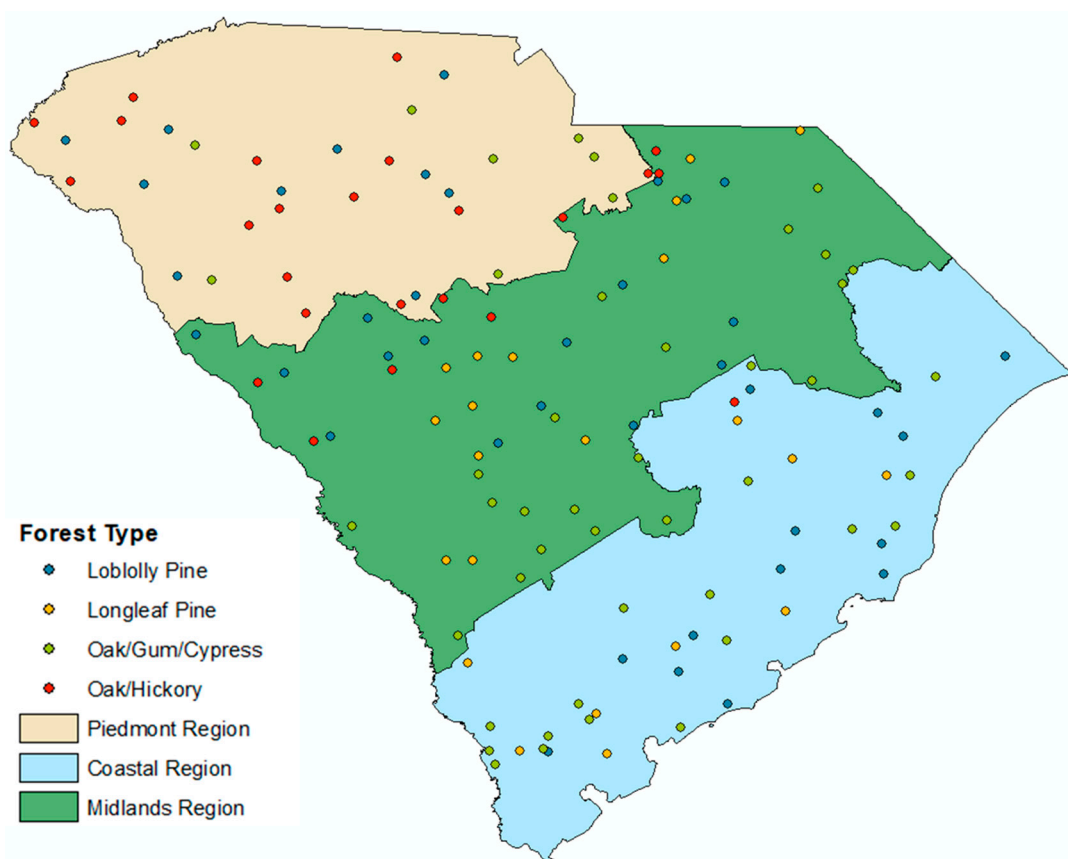 Forest Type
Loblolly Pine
Longleaf Pine
Oak/Gum/Cypress
Oak/Hickory
Piedmont Region
Coastal Region
Midlands Region